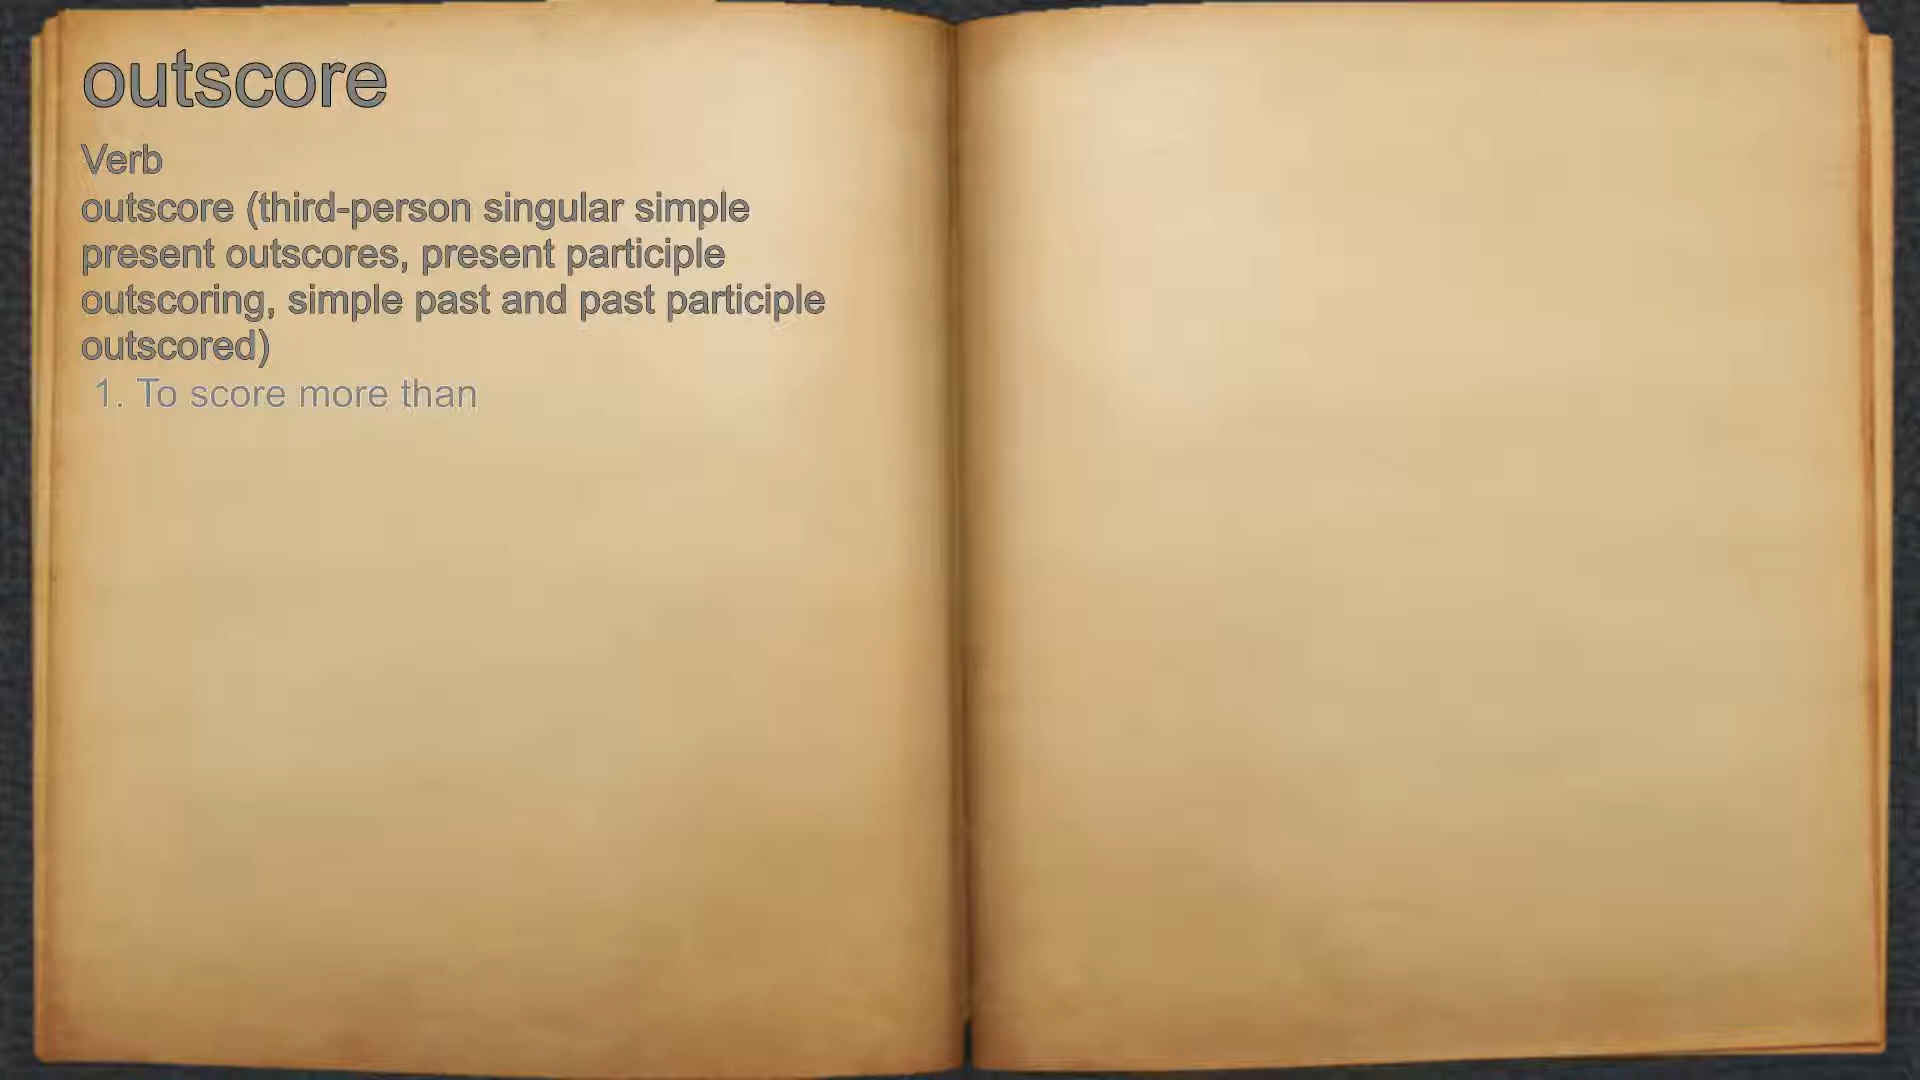 outscore
Verb
outscore (third-person singular simple
present outscores, present participle
outscoring, simple past and past participle
outscored)
1. To score more than